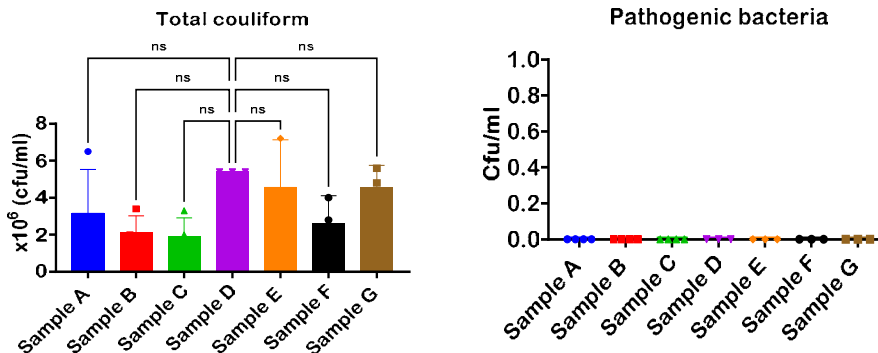 Total couliform
ns
ns
ns
ns
ns
ns
x10⁶ (cfu/ml)
8
6
4
2
0
Sample A
Sample B
Sample C
Sample D
Sample E
Sample F
Sample G
Pathogenic bacteria
Cfu/ml
1.0
0.8
0.6
0.4
0.2
0.0
Sample A
Sample B
Sample C
Sample D
Sample E
Sample F
Sample G